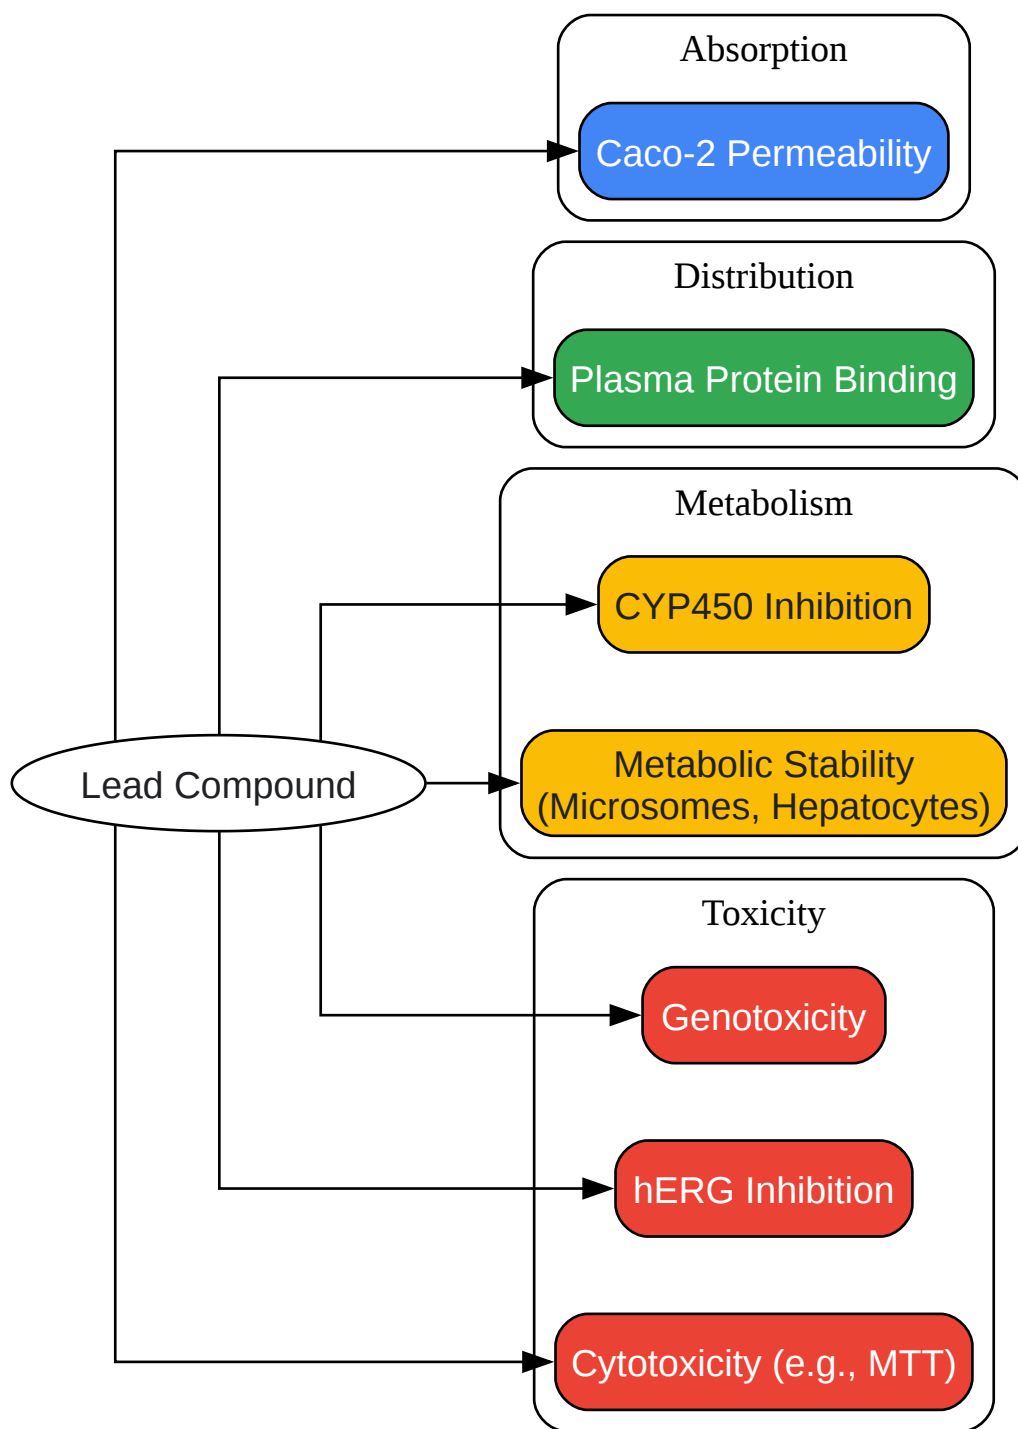 Absorption
Caco-2 Permeability
Distribution
Plasma Protein Binding
Metabolism
CYP450 Inhibition
Lead Compound
Metabolic Stability
(Microsomes, Hepatocytes)
Toxicity
Genotoxicity
hERG Inhibition
Cytotoxicity (e.g., MTT)